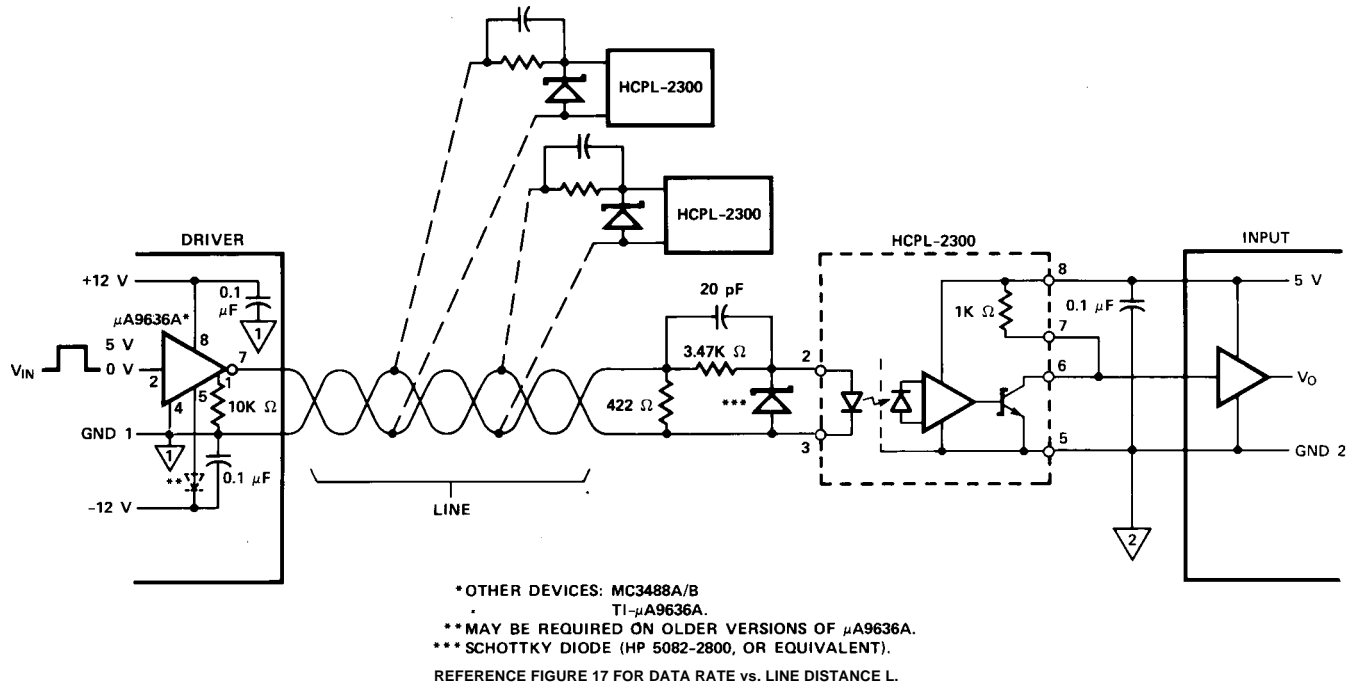 HCPL-2300
HCPL-2300
DRIVER
HCPL-2300
INPUT
+12 V
0.1
µF
1
µA9636A*
8
5 V
0 V
VIN
2
7
1
4
5
10K Ω
GND 1
1
**
0.1 µF
-12 V
LINE
20 pF
3.47K Ω
422 Ω
***
2
3
8
1K Ω
7
6
5
0.1 µF
2
5 V
VO
GND 2
*OTHER DEVICES: MC3488A/B
TI-µA9636A.
**MAY BE REQUIRED ON OLDER VERSIONS OF µA9636A.
***SCHOTTKY DIODE (HP 5082-2800, OR EQUIVALENT).
REFERENCE FIGURE 17 FOR DATA RATE vs. LINE DISTANCE L.